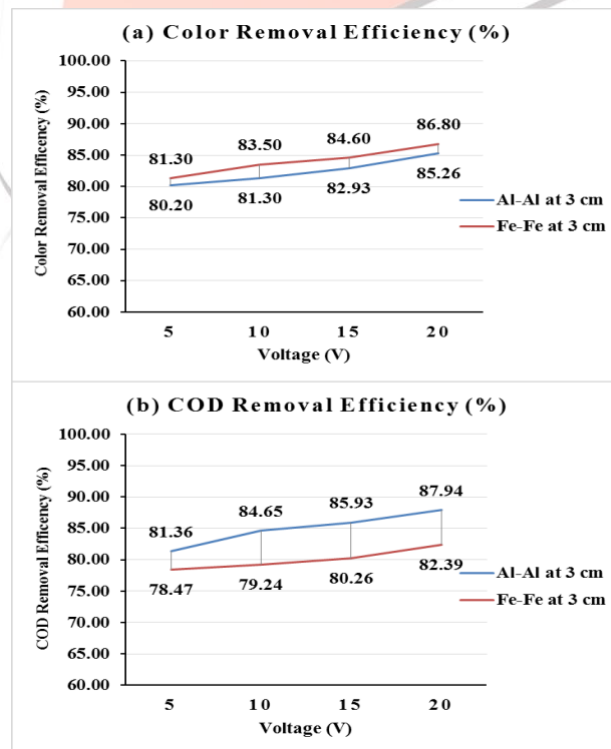 (a) Color Removal Efficiency (%)
100.00
95.00
90.00
85.00
80.00
75.00
70.00
65.00
60.00
Color Removal Efficency (%)
81.30
83.50
84.60
86.80
80.20
81.30
82.93
85.26
Al-Al at 3 cm
Fe-Fe at 3 cm
5 10 15 20
Voltage (V)
(b) COD Removal Efficiency (%)
100.00
95.00
90.00
85.00
80.00
75.00
70.00
65.00
60.00
COD Removal Efficency (%)
81.36
84.65
85.93
87.94
78.47
79.24
80.26
82.39
Al-Al at 3 cm
Fe-Fe at 3 cm
5 10 15 20
Voltage (V)